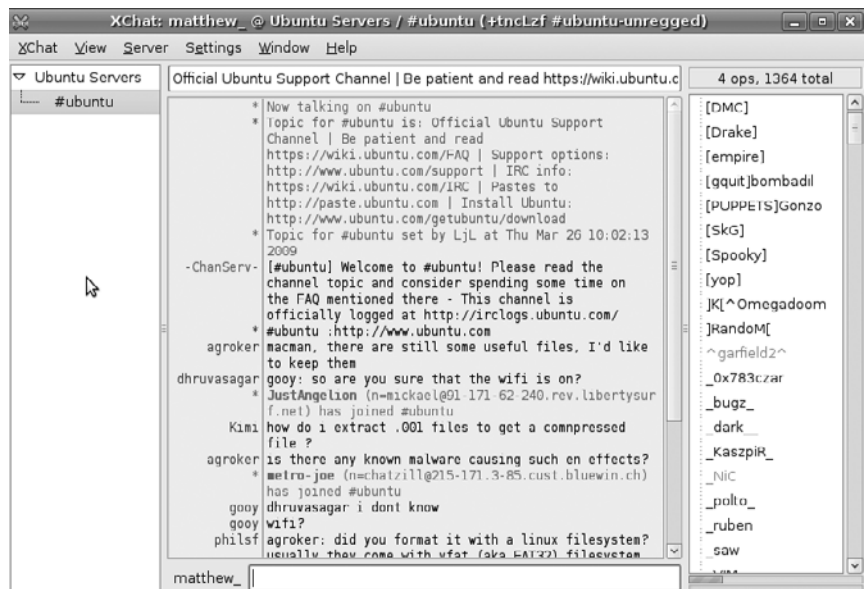 XChat: matthew_ @ Ubuntu Servers / #ubuntu (+tncLzf #ubuntu-unregged)
XChat View Server Settings Window Help
Ubuntu Servers
#ubuntu
Official Ubuntu Support Channel | Be patient and read https://wiki.ubuntu.c
* Now talking on #ubuntu
* Topic for #ubuntu is: Official Ubuntu Support
Channel | Be patient and read
https://wiki.ubuntu.com/FAQ | Support options:
http://www.ubuntu.com/support | IRC info:
https://wiki.ubuntu.com/IRC | Pastes to
http://paste.ubuntu.com | Install Ubuntu:
http://www.ubuntu.com/getubuntu/download
* Topic for #ubuntu set by LjL at Thu Mar 26 10:02:13
2009
-ChanServ- [#ubuntu] Welcome to #ubuntu! Please read the
channel topic and consider spending some time on
the FAQ mentioned there - This channel is
officially logged at http://irclogs.ubuntu.com/
* #ubuntu :http://www.ubuntu.com
agroker macman, there are still some useful files, I'd like
to keep them
dhruvasagar gooy: so are you sure that the wifi is on?
* JustAngelion (n=mickael@91-171-62-240.rev.libertysur
f.net) has joined #ubuntu
Kimi how do i extract .001 files to get a comnpressed
file ?
agroker is there any known malware causing such en effects?
* metro-joe (n=chatzill@215-171.3-85.cust.bluewin.ch)
has joined #ubuntu
gooy dhruvasagar i dont know
gooy wifi?
philsf agroker: did you format it with a linux filesystem?
usually they come with vfat (aka FAT32) filesystem
matthew_
4 ops, 1364 total
[DMC]
[Drake]
[empire]
[gquit]bombadil
[PUPPETS]Gonzo
[SkG]
[Spooky]
[yop]
]K[^Omegadoom
]RandoM[
^garfield2^
_0x783czar
_bugz_
_dark__
_KaszpiR_
_NiC
_polto_
_ruben
_saw